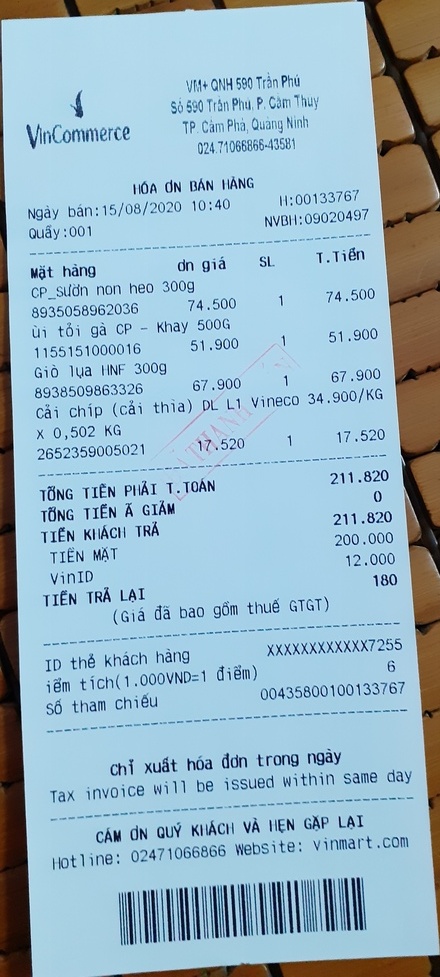 VinCommerce
VM+ QNH 590 Trần Phú
Số 590 Trần Phú, P. Cẩm Thủy
TP. Cẩm Phả, Quảng Ninh
024.71066866-43581
HÓA ƠN BÁN HÀNG
Ngày bán:15/08/2020 10:40 H:00133767
Quầy:001 NVBH:09020497
Mặt hàng ơn giá SL T.Tiền
CP_Sườn non heo 300g
8935058962036 74.500 1 74.500
ùi tỏi gà CP - Khay 500G
1155151000016 51.900 1 51.900
Giò lụa HNF 300g
8938509863326 67.900 1 67.900
Cải chíp (cải thìa) DL L1 Vineco 34.900/KG
X 0,502 KG
2652359005021 17.520 1 17.520
TỔNG TIỀN PHẢI T.TOÁN 211.820
TỔNG TIỀN Ã GIẢM 0
TIỀN KHÁCH TRẢ 211.820
TIỀN MẶT 200.000
VinID 12.000
TIỀN TRẢ LẠI 180
(Giá đã bao gồm thuế GTGT)
ID thẻ khách hàng XXXXXXXXXXXX7255
iểm tích(1.000VND=1 điểm) 6
Số tham chiếu 00435800100133767
Chỉ xuất hóa đơn trong ngày
Tax invoice will be issued within same day
CẢM ƠN QUÝ KHÁCH VÀ HẸN GẶP LẠI
Hotline: 02471066866 Website: vinmart.com